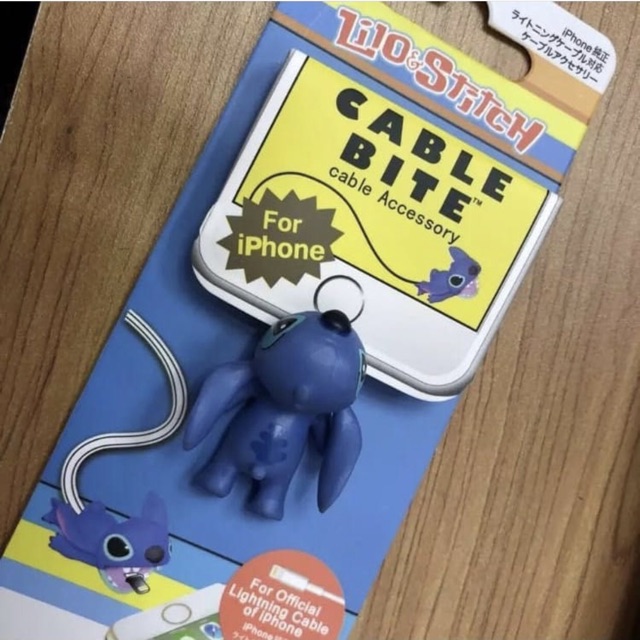 iPhone 純正
ライトニングケーブル対応
ケーブルアクセサリー
Lilo & Stitch
CABLE
BITE™
cable Accessory
For
iPhone
For Official
Lightning Cable
of iPhone